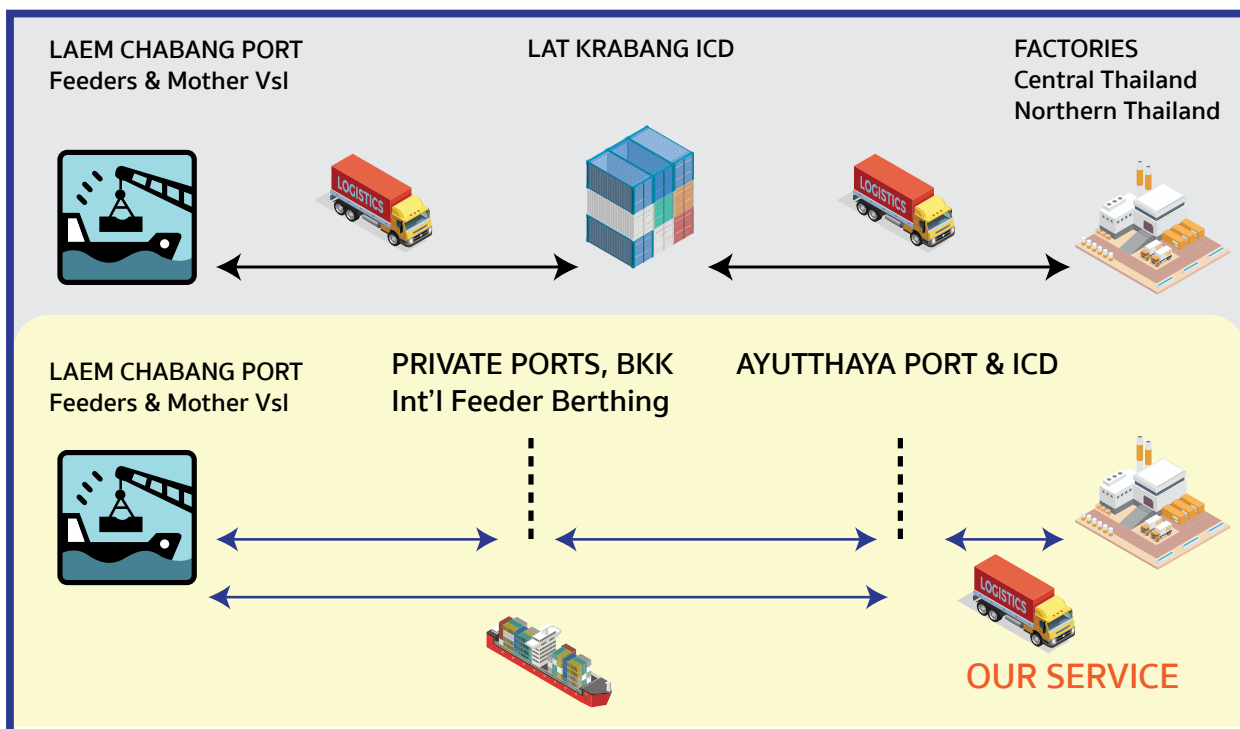 LAEM CHABANG PORT
Feeders & Mother Vsl
LAT KRABANG ICD
FACTORIES
Central Thailand
Northern Thailand
LOGISTICS
LOGISTICS
LAEM CHABANG PORT
Feeders & Mother Vsl
PRIVATE PORTS, BKK
Int'l Feeder Berthing
AYUTTHAYA PORT & ICD
LOGISTICS
OUR SERVICE